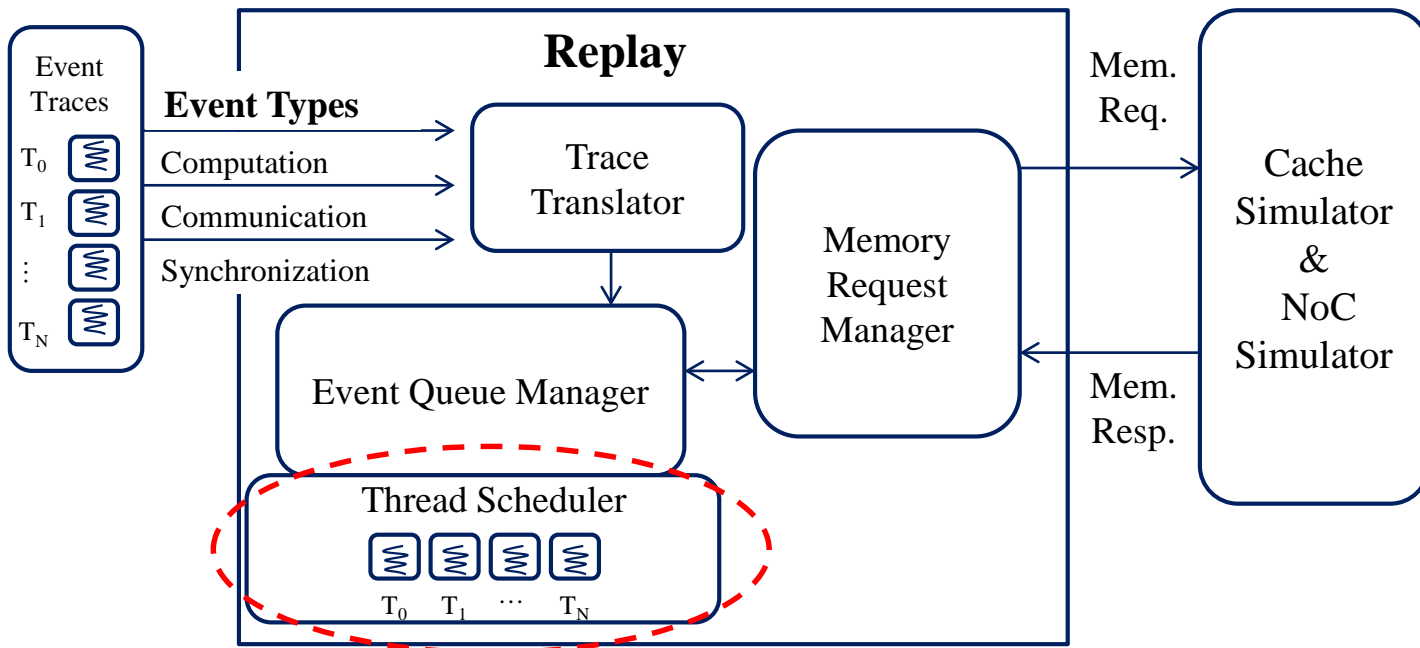 Replay
Event
Traces
T0
T1
⋮
TN
Event Types
Computation
Communication
Synchronization
Trace
Translator
Memory
Request
Manager
Mem.
Req.
Mem.
Resp.
Cache
Simulator
&
NoC
Simulator
Event Queue Manager
Thread Scheduler
T0 T1 ... TN